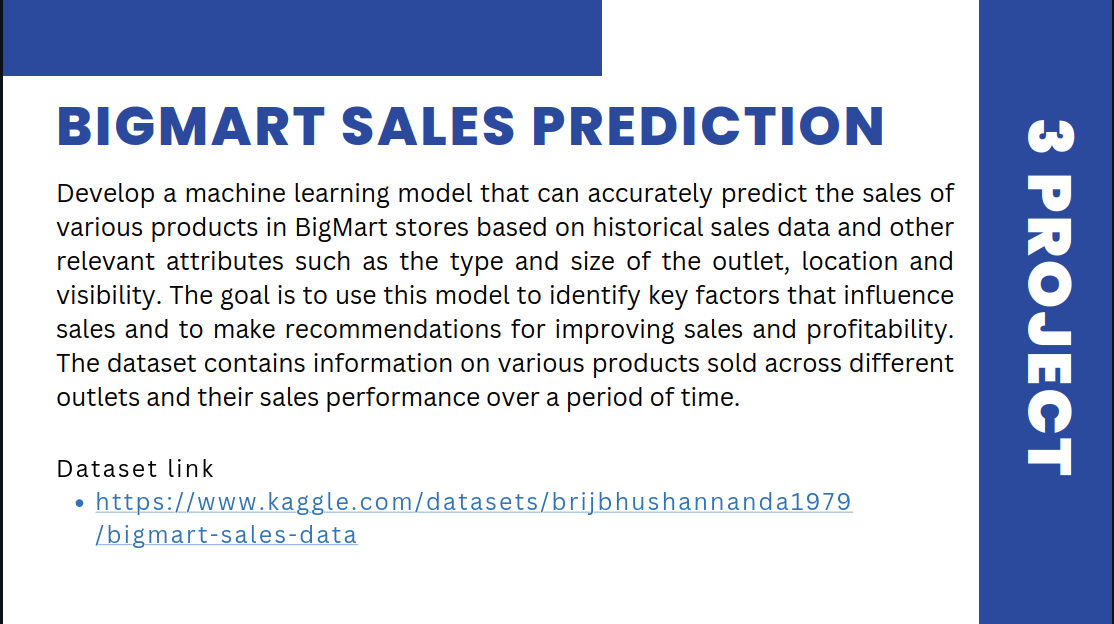 BIGMART SALES PREDICTION
Develop a machine learning model that can accurately predict the sales of
various products in BigMart stores based on historical sales data and other
relevant attributes such as the type and size of the outlet, location and
visibility. The goal is to use this model to identify key factors that influence
sales and to make recommendations for improving sales and profitability.
The dataset contains information on various products sold across different
outlets and their sales performance over a period of time.
Dataset link
• https://www.kaggle.com/datasets/brijbhushannanda1979
/bigmart-sales-data
3 PROJECT